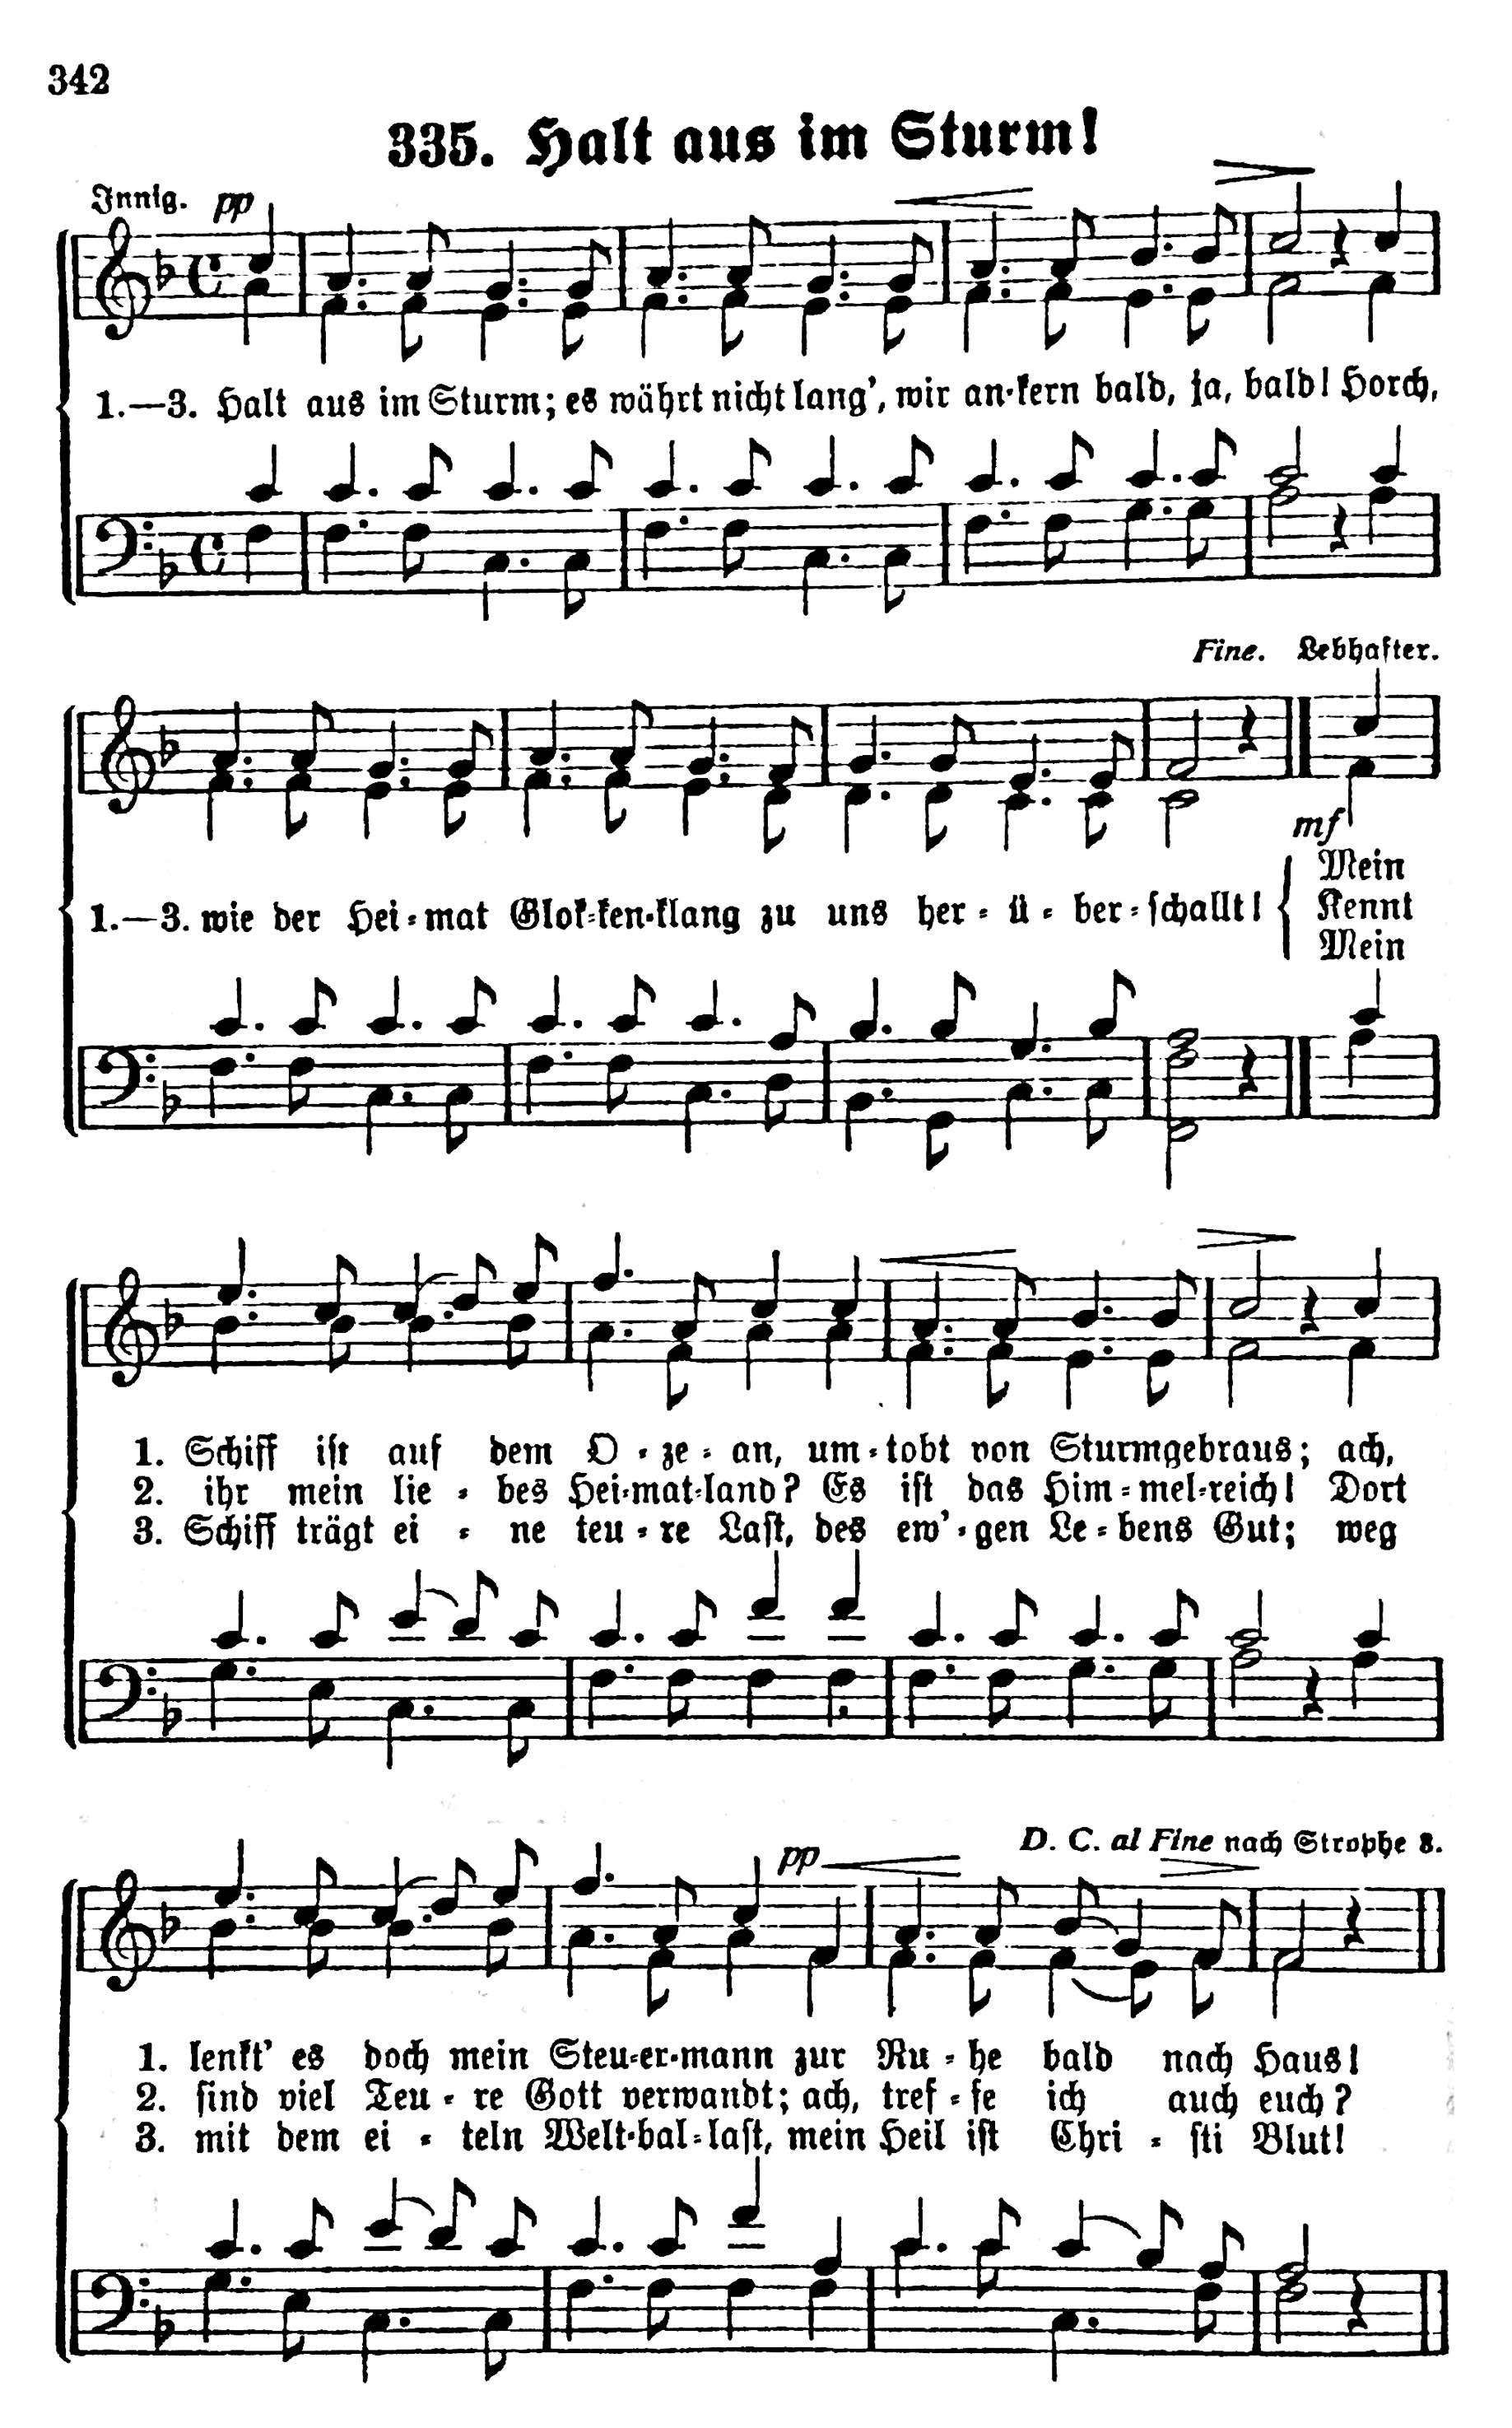 342
335. Halt aus im Sturm!
Innig. pp
1.—3. Halt aus im Sturm; es währt nicht lang', wir an-kern bald, ja, bald! Horch,
Fine. Lebhafter.
mf
1.—3. wie der Hei-mat Glok-ken-klang zu uns her-ü-ber-schallt!
Mein
Kennt
Mein
1. Schiff ist auf dem O-ze-an, um-tobt von Sturmgebraus; ach,
2. ihr mein lie-bes Hei-mat-land? Es ist das Him-mel-reich! Dort
3. Schiff trägt ei-ne teu-re Last, des ew'-gen Le-bens Gut; weg
pp D. C. al Fine nach Strophe 3.
1. lenkt' es doch mein Steu-er-mann zur Ru-he bald nach Haus!
2. sind viel Teu-re Gott verwandt; ach, tref-fe ich auch euch?
3. mit dem ei-teln Welt-bal-last, mein Heil ist Chri-sti Blut!